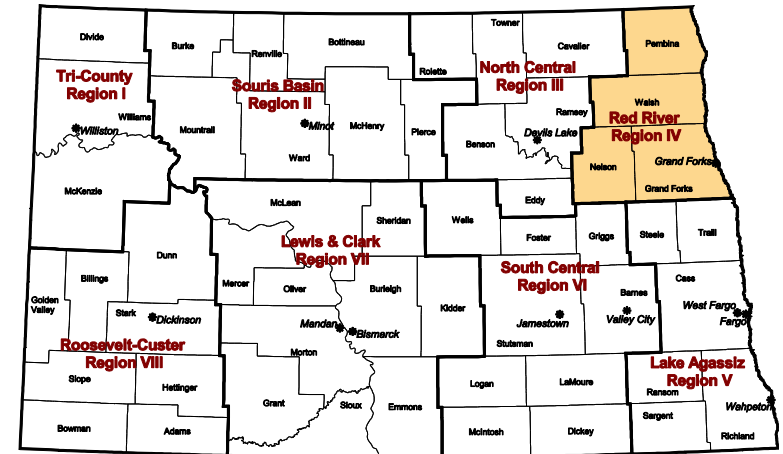 Towner
Pembina
Divide
Burke
Bottineau
Cavalier
Renville
Rolette
North Central
Region III
Tri-County
Region I
Souris Basin
Region II
Walsh
Williams
Ramsey
Red River
Region IV
Williston
Mountrail
Minot
McHenry
Pierce
Devils Lake
Benson
Ward
Nelson
Grand Forks
McKenzie
Grand Forks
McLean
Eddy
Sheridan
Wells
Foster
Griggs
Steele
Traill
Lewis & Clark
Region VII
Dunn
South Central
Region VI
Billings
Mercer
Oliver
Burleigh
Cass
Golden
Valley
Kidder
Barnes
West Fargo
Stark
Dickinson
Mandan
Bismarck
Jamestown
Valley City
Fargo
Roosevelt-Custer
Region VIII
Morton
Stutsman
Lake Agassiz
Region V
Slope
Hettinger
Logan
LaMoure
Ransom
Grant
Sioux
Emmons
Wahpeton
Sargent
Bowman
Adams
McIntosh
Dickey
Richland